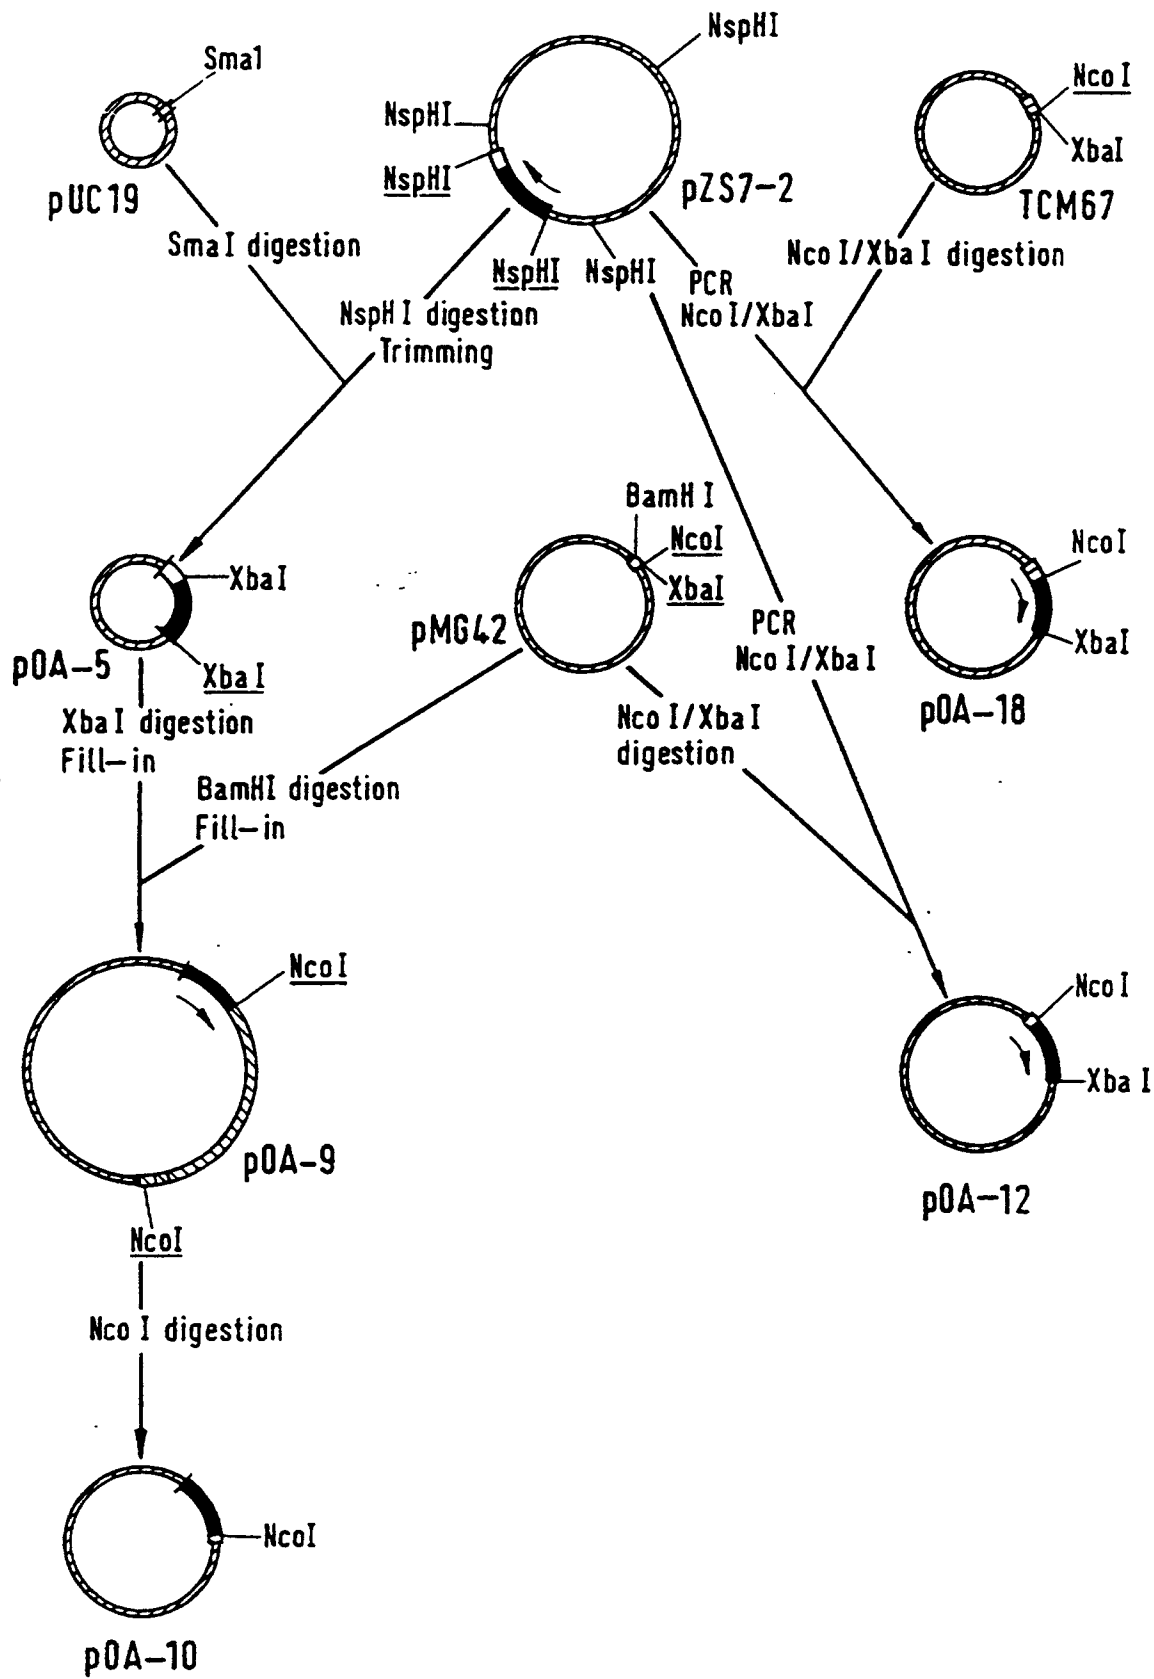 Sma1
NspHI
NcoI
NspHI
NspHI
XbaI
pUC19
pZS7-2
TCM67
SmaI digestion
NspHI
NspHI
NcoI/XbaI digestion
NspHI digestion
Trimming
PCR
NcoI/XbaI
BamHI
NcoI
XbaI
pMG42
XbaI
XbaI
pOA-5
NcoI
XbaI
pOA-18
PCR
NcoI/XbaI
XbaI digestion
Fill-in
NcoI/XbaI
digestion
BamHI digestion
Fill-in
NcoI
pOA-9
NcoI
NcoI
XbaI
pOA-12
NcoI digestion
NcoI
pOA-10